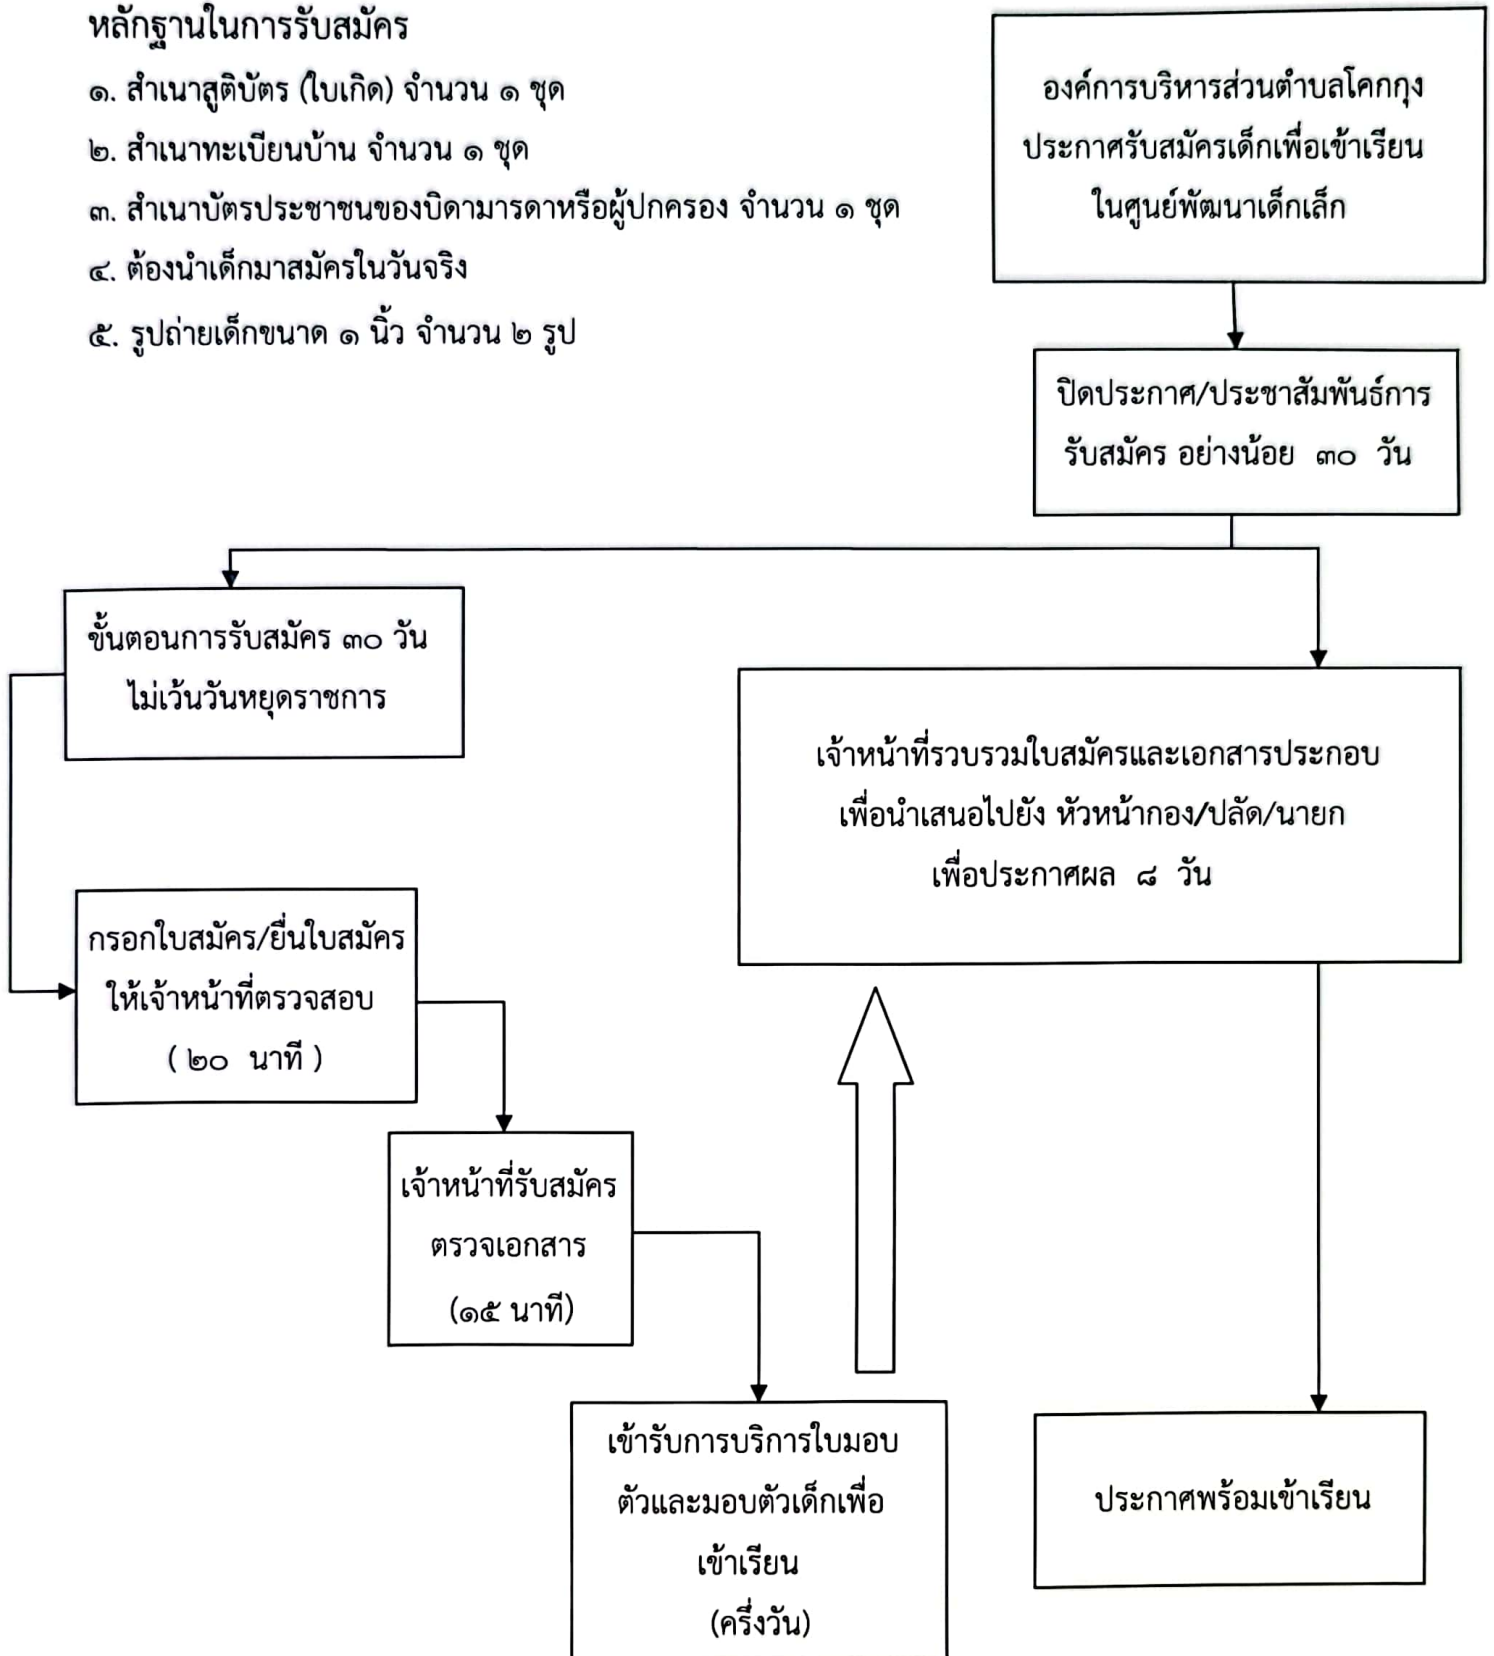 หลักฐานในการรับสมัคร
๑. สำเนาสูติบัตร (ใบเกิด) จำนวน ๑ ชุด
๒. สำเนาทะเบียนบ้าน จำนวน ๑ ชุด
๓. สำเนาบัตรประชาชนของบิดามารดาหรือผู้ปกครอง จำนวน ๑ ชุด
๔. ต้องนำเด็กมาสมัครในวันจริง
๕. รูปถ่ายเด็กขนาด ๑ นิ้ว จำนวน ๒ รูป
องค์การบริหารส่วนตำบลโคกกุง
ประกาศรับสมัครเด็กเพื่อเข้าเรียน
ในศูนย์พัฒนาเด็กเล็ก
ปิดประกาศ/ประชาสัมพันธ์การ
รับสมัคร อย่างน้อย ๓๐ วัน
ขั้นตอนการรับสมัคร ๓๐ วัน
ไม่เว้นวันหยุดราชการ
เจ้าหน้าที่รวบรวมใบสมัครและเอกสารประกอบ
เพื่อนำเสนอไปยัง หัวหน้ากอง/ปลัด/นายก
เพื่อประกาศผล ๘ วัน
กรอกใบสมัคร/ยื่นใบสมัคร
ให้เจ้าหน้าที่ตรวจสอบ
( ๒๐ นาที )
เจ้าหน้าที่รับสมัคร
ตรวจเอกสาร
(๑๕ นาที)
เข้ารับการบริการใบมอบ
ตัวและมอบตัวเด็กเพื่อ
เข้าเรียน
(ครึ่งวัน)
ประกาศพร้อมเข้าเรียน